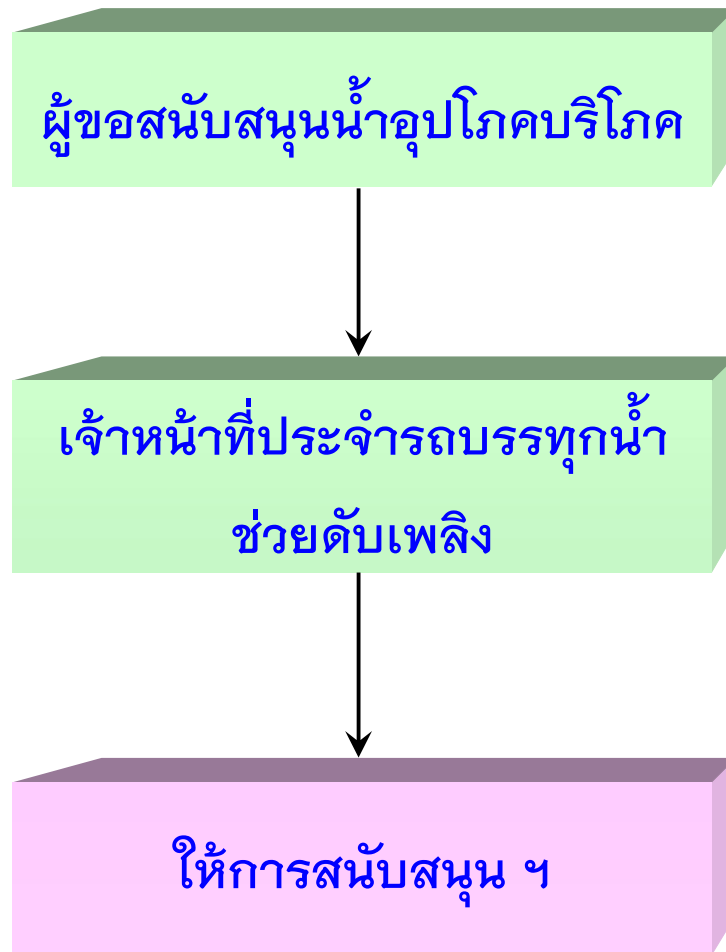 ผู้ขอสนับสนุนน้ำอุปโภคบริโภค
เจ้าหน้าที่ประจำรถบรรทุกน้ำ
ช่วยดับเพลิง
ให้การสนับสนุน ฯ